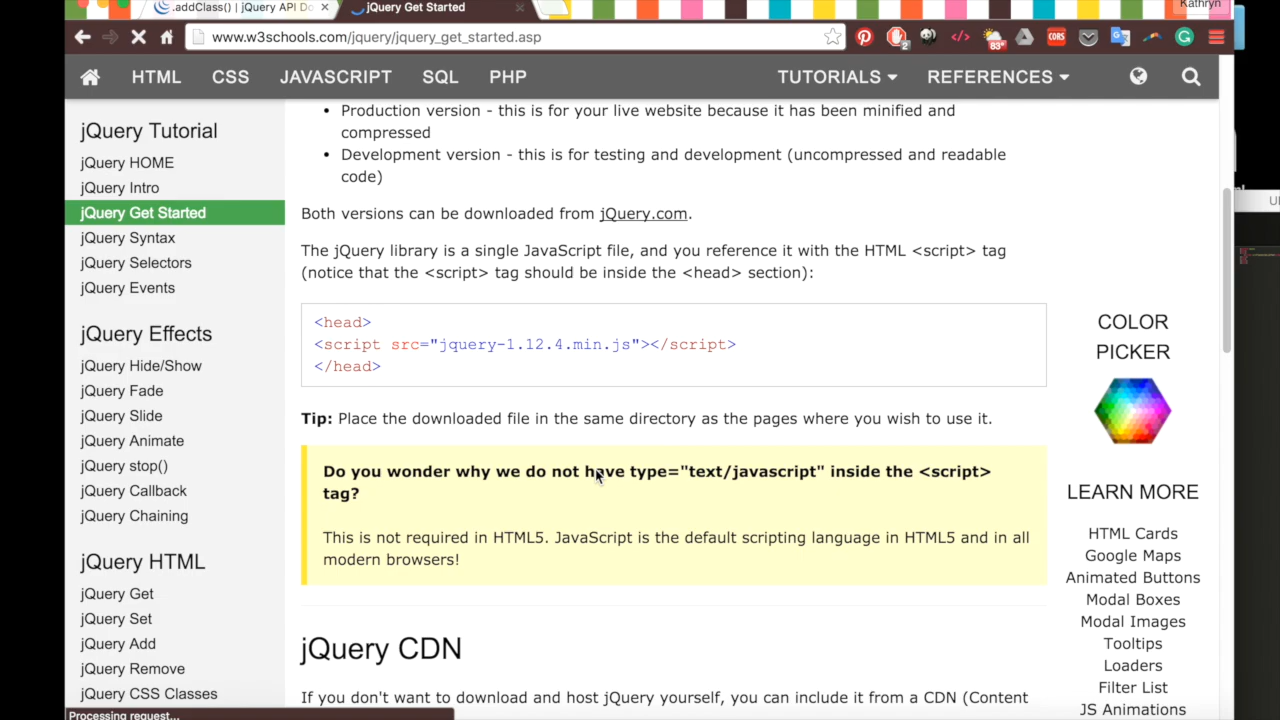 .addClass() | jQuery API Do
jQuery Get Started
Kathryn
www.w3schools.com/jquery/jquery_get_started.asp
2
83°
CORS
HTML CSS JAVASCRIPT SQL PHP TUTORIALS REFERENCES
jQuery Tutorial
jQuery HOME
jQuery Intro
jQuery Get Started
jQuery Syntax
jQuery Selectors
jQuery Events
jQuery Effects
jQuery Hide/Show
jQuery Fade
jQuery Slide
jQuery Animate
jQuery stop()
jQuery Callback
jQuery Chaining
jQuery HTML
jQuery Get
jQuery Set
jQuery Add
jQuery Remove
jQuery CSS Classes
Processing request...
• Production version - this is for your live website because it has been minified and
compressed
• Development version - this is for testing and development (uncompressed and readable
code)
Both versions can be downloaded from jQuery.com.
The jQuery library is a single JavaScript file, and you reference it with the HTML <script> tag
(notice that the <script> tag should be inside the <head> section):
<head>
<script src="jquery-1.12.4.min.js"></script>
</head>
Tip: Place the downloaded file in the same directory as the pages where you wish to use it.
Do you wonder why we do not have type="text/javascript" inside the <script>
tag?
This is not required in HTML5. JavaScript is the default scripting language in HTML5 and in all
modern browsers!
jQuery CDN
If you don't want to download and host jQuery yourself, you can include it from a CDN (Content
COLOR
PICKER
LEARN MORE
HTML Cards
Google Maps
Animated Buttons
Modal Boxes
Modal Images
Tooltips
Loaders
Filter List
JS Animations